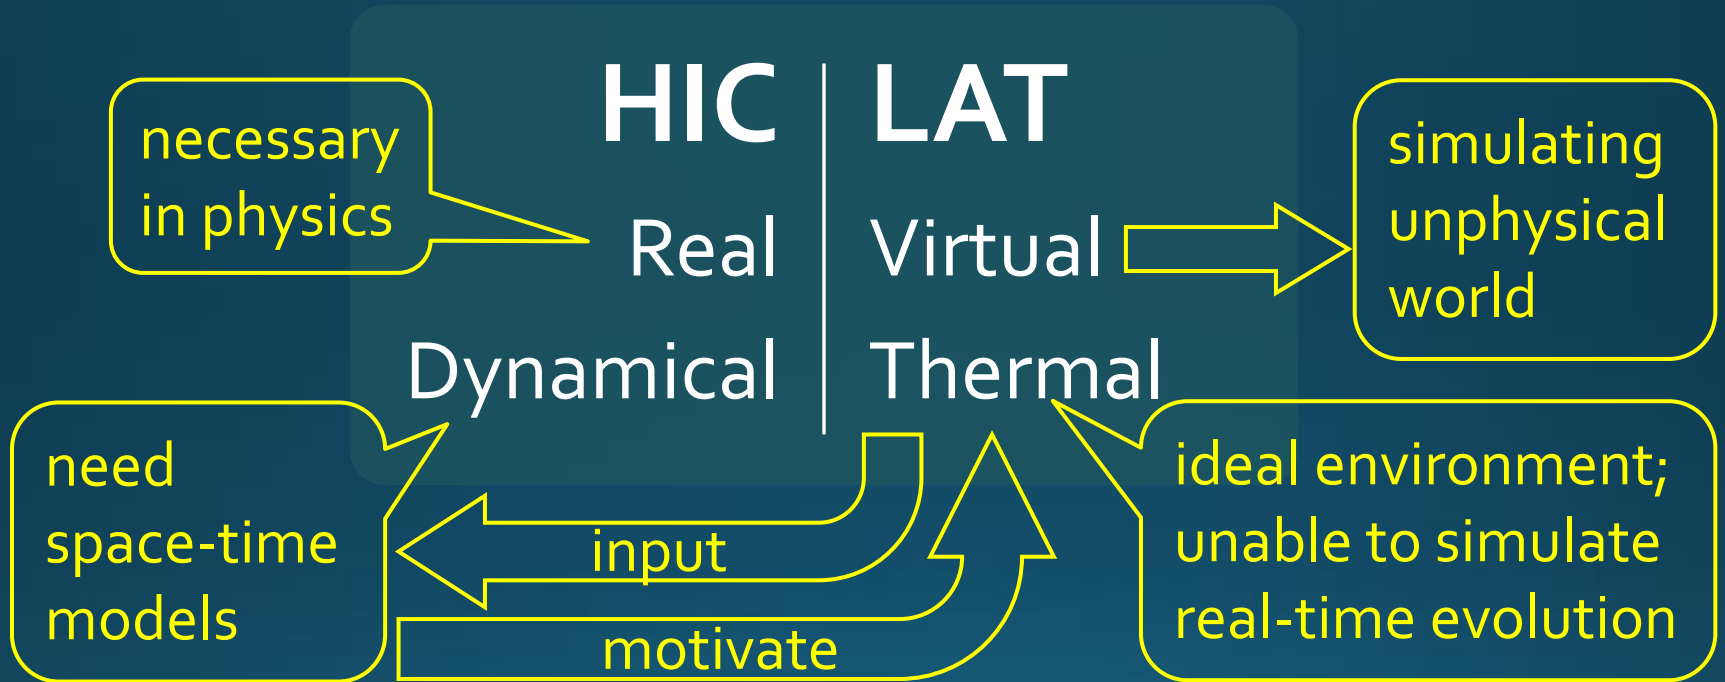 HIC LAT
necessary
in physics
Real Virtual
simulating
unphysical
world
Dynamical Thermal
need
space-time
models
input
motivate
ideal environment;
unable to simulate
real-time evolution